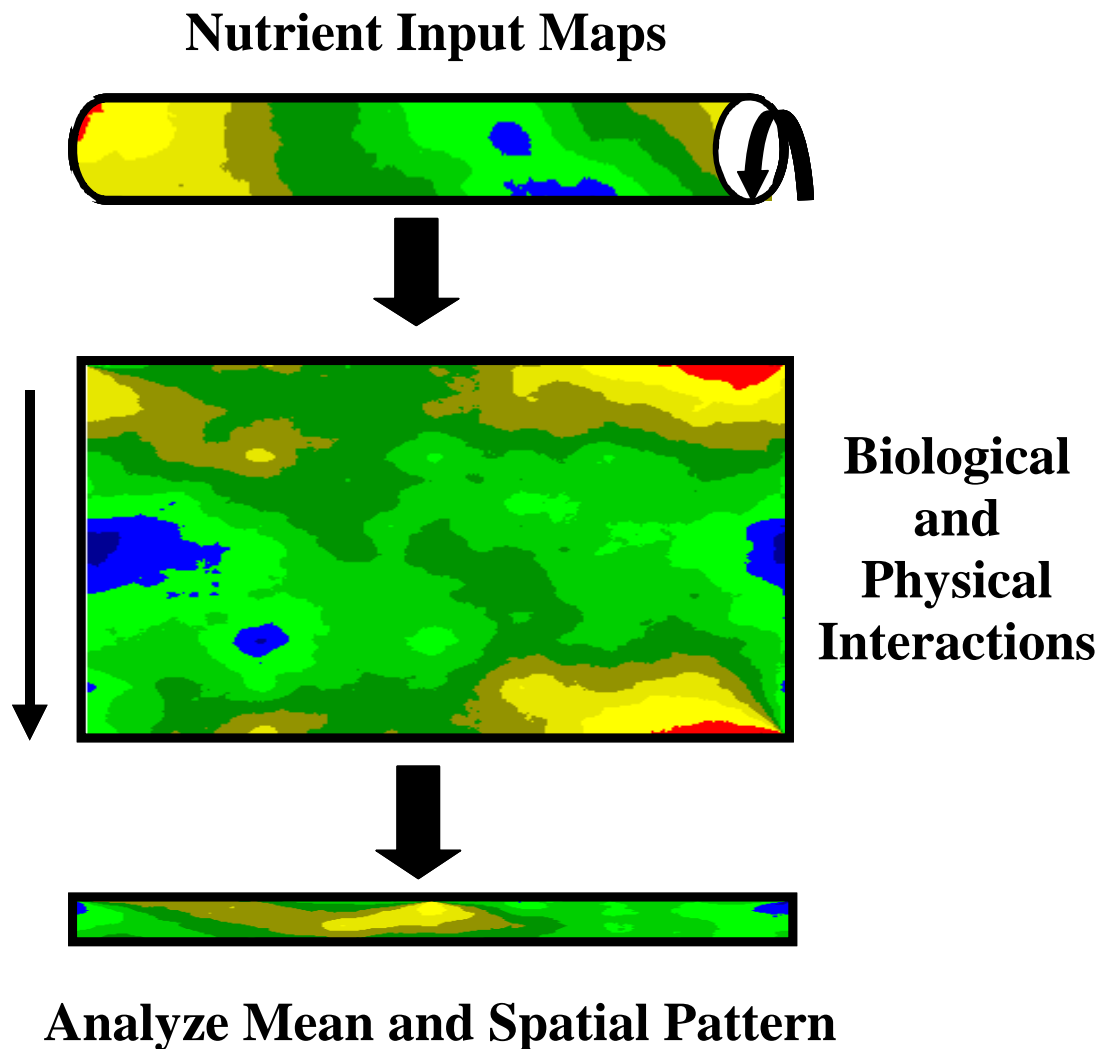 Nutrient Input Maps
Biological
and
Physical
Interactions
Analyze Mean and Spatial Pattern